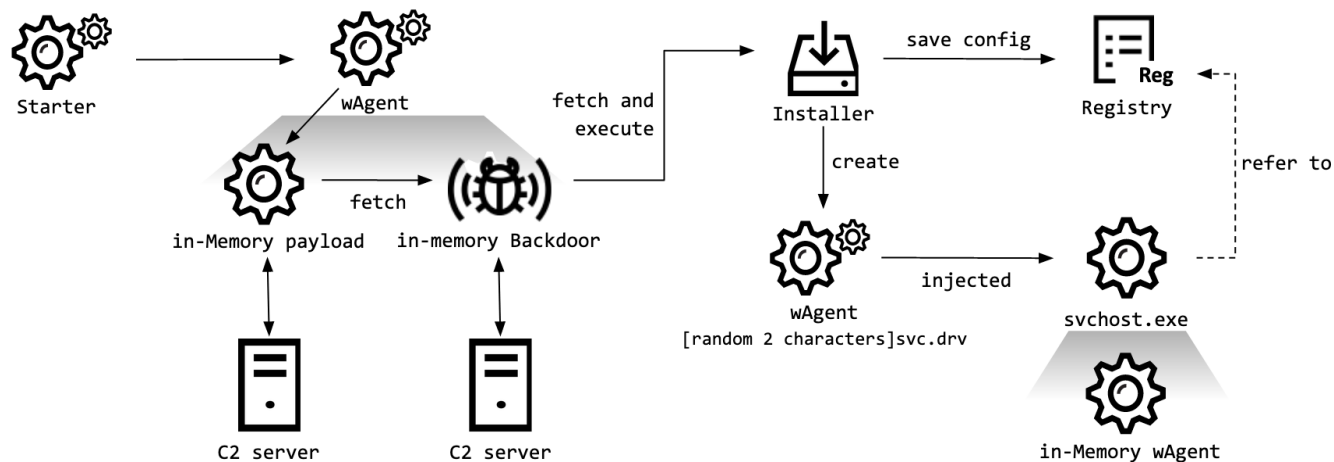 Starter
wAgent
fetch and
execute
Installer
save config
Reg
Registry
create
refer to
fetch
in-Memory payload
in-memory Backdoor
wAgent
[random 2 characters]svc.drv
injected
svchost.exe
C2 server
C2 server
in-Memory wAgent